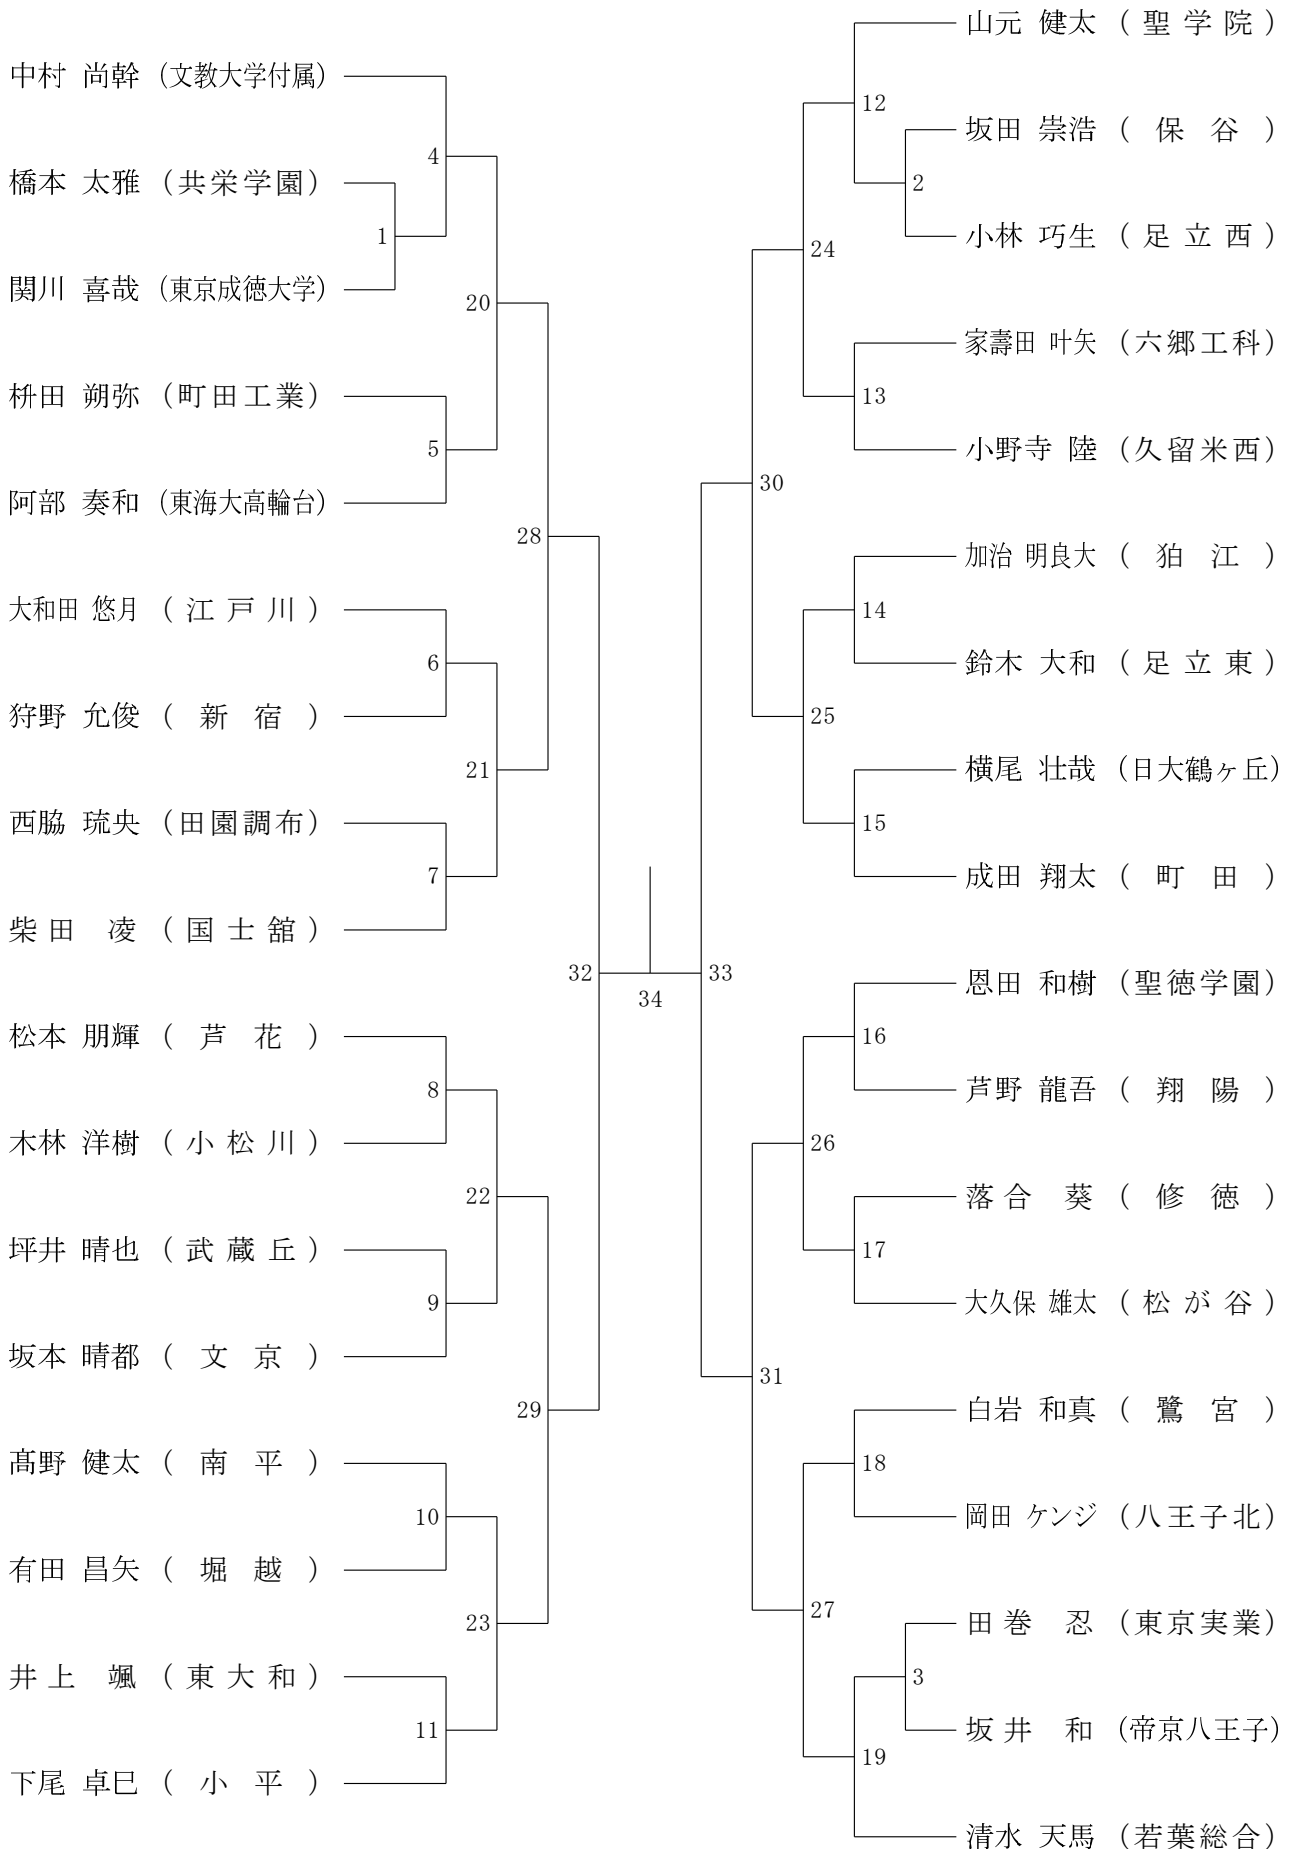 中村 尚幹 (文教大学付属)
橋本 太雅 (共栄学園)
関川 喜哉 (東京成徳大学)
枡田 朔弥 (町田工業)
阿部 奏和 (東海大高輪台)
大和田 悠月 (江戸川)
狩野 允俊 (新宿)
西脇 琉央 (田園調布)
柴田 凌 (国士舘)
松本 朋輝 (芦花)
木林 洋樹 (小松川)
坪井 晴也 (武蔵丘)
坂本 晴都 (文京)
髙野 健太 (南平)
有田 昌矢 (堀越)
井上 颯 (東大和)
下尾 卓巳 (小平)
1
4
5
6
7
8
9
10
11
20
21
22
23
28
29
32
34
33
30
31
24
25
26
27
12
13
14
15
16
17
18
19
2
3
山元 健太 (聖学院)
坂田 崇浩 (保谷)
小林 巧生 (足立西)
家壽田 叶矢 (六郷工科)
小野寺 陸 (久留米西)
加治 明良大 (狛江)
鈴木 大和 (足立東)
横尾 壮哉 (日大鶴ヶ丘)
成田 翔太 (町田)
恩田 和樹 (聖徳学園)
芦野 龍吾 (翔陽)
落合 葵 (修徳)
大久保 雄太 (松が谷)
白岩 和真 (鷺宮)
岡田 ケンジ (八王子北)
田巻 忍 (東京実業)
坂井 和 (帝京八王子)
清水 天馬 (若葉総合)